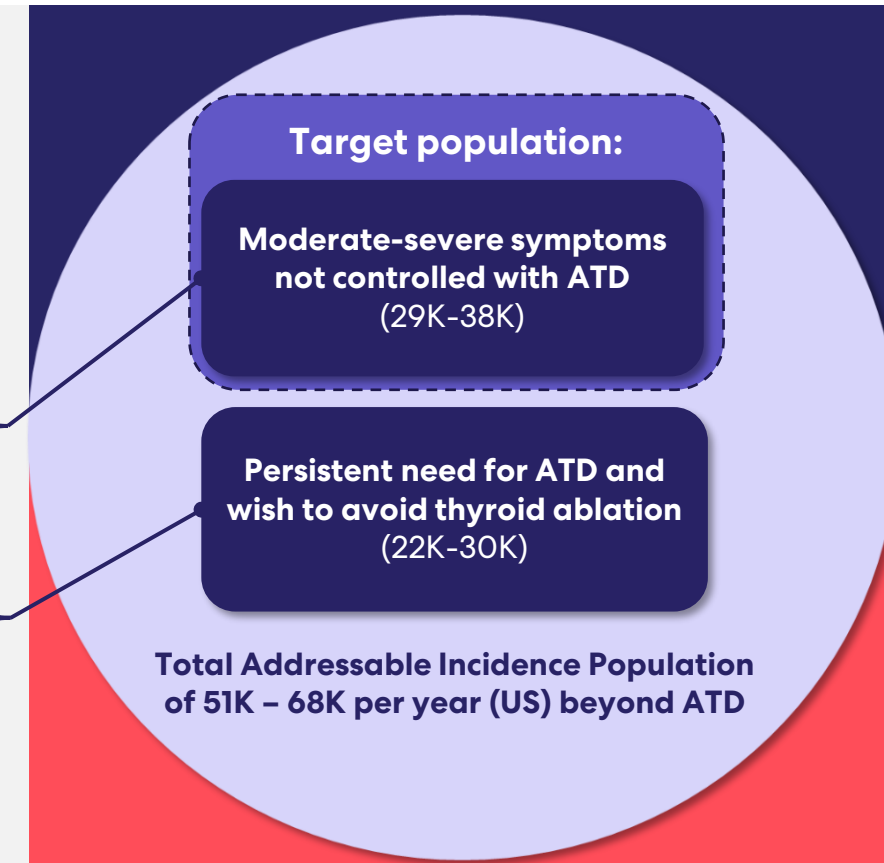 Target population:
Moderate-severe symptoms
not controlled with ATD
(29K-38K)
Persistent need for ATD and
wish to avoid thyroid ablation
(22K-30K)
Total Addressable Incidence Population
of 51K – 68K per year (US) beyond ATD